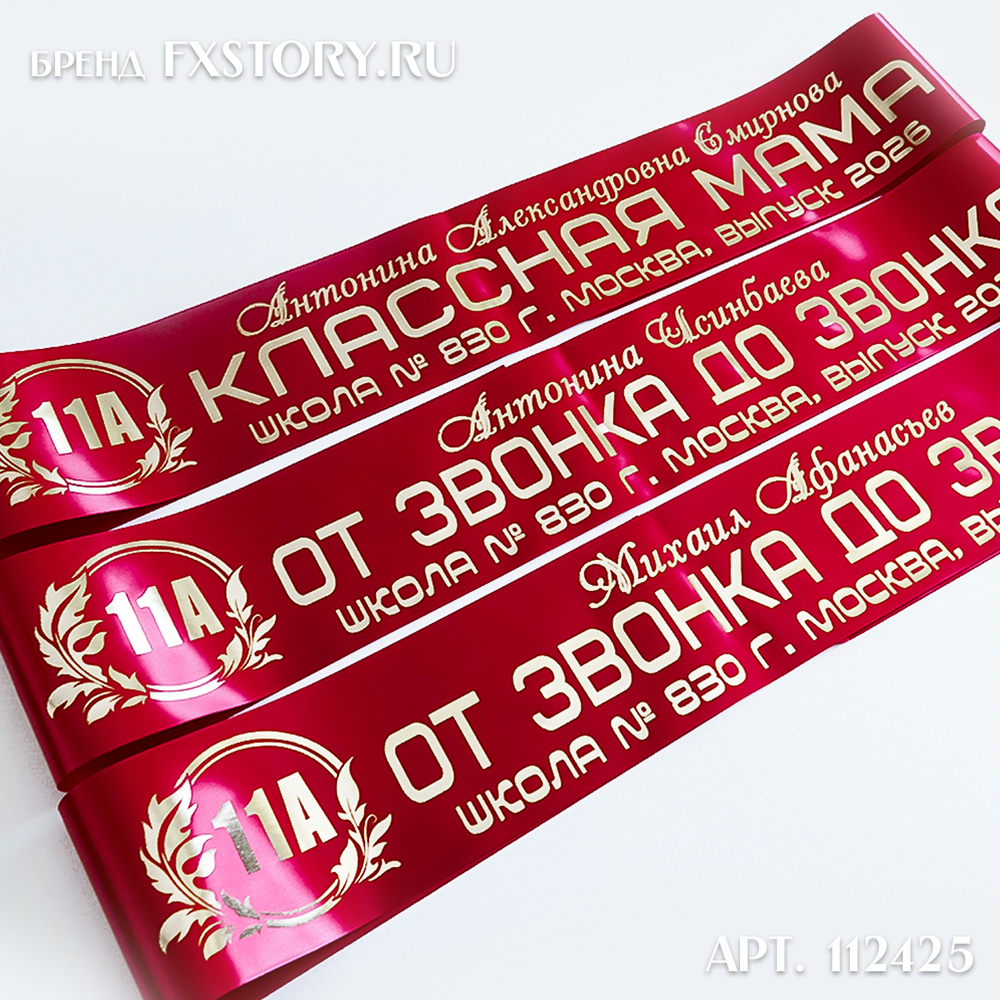 БРЕНД FXSTORY.RU
Антонина Александровна Смирнова
КЛАССНАЯ МАМА
ШКОЛА № 830 Г. МОСКВА, ВЫПУСК 2026
11А
Антонина Исинбаева
ОТ ЗВОНКА ДО ЗВОНКА
ШКОЛА № 830 Г. МОСКВА, ВЫПУСК
11А
Михаил Афанасьев
ОТ ЗВОНКА ДО
ШКОЛА № 830 Г. МОСКВА,
11А
АРТ. 112425